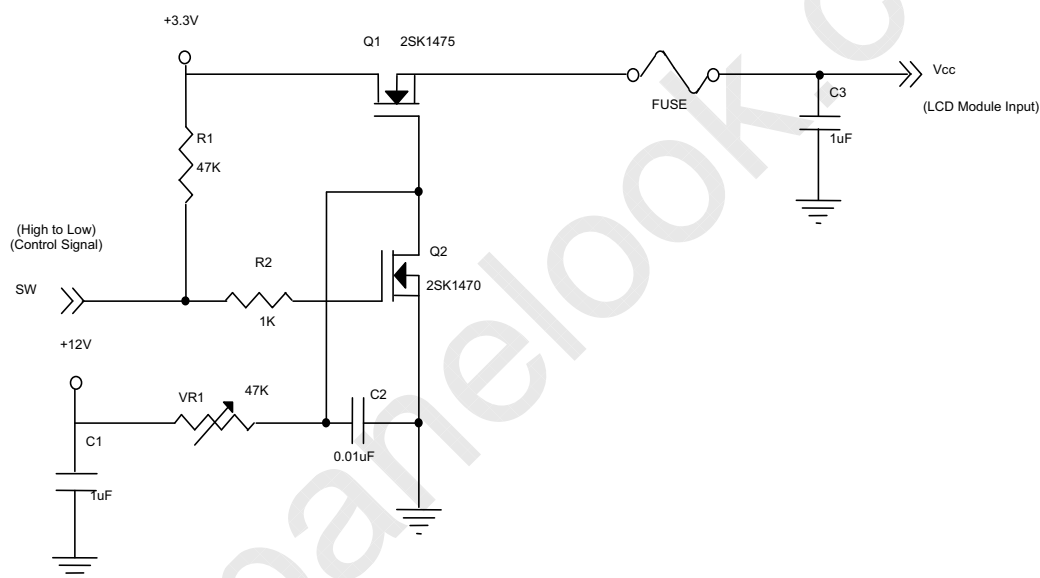 +3.3V
Q1 2SK1475
Vcc
(LCD Module Input)
FUSE
C3
1uF
R1
47K
(High to Low)
(Control Signal)
SW
R2
1K
Q2
2SK1470
+12V
VR1
47K
C2
0.01uF
C1
1uF
panelook.c